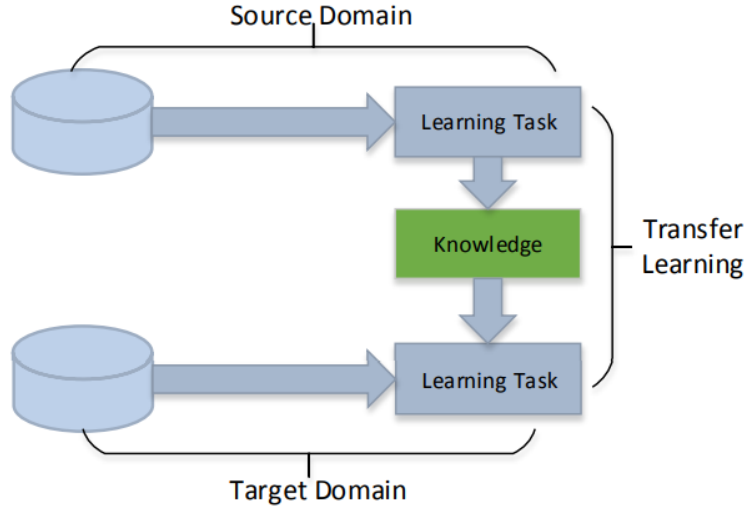 Source Domain
Learning Task
Knowledge
Transfer
Learning
Learning Task
Target Domain